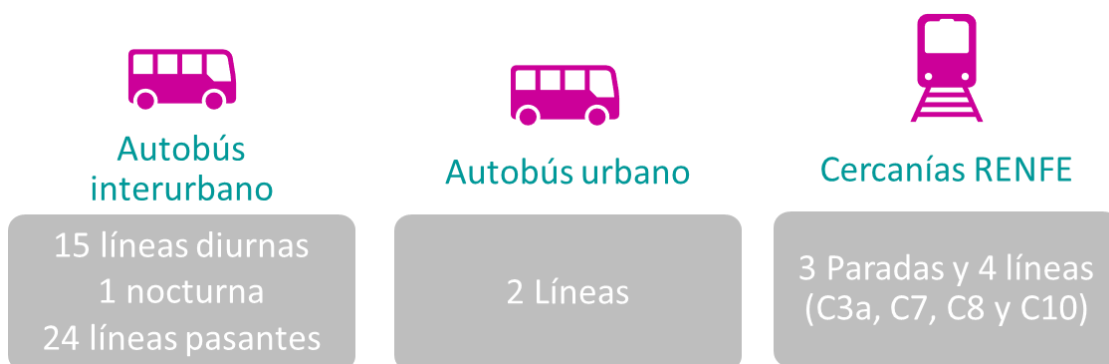 Autobús
interurbano
15 líneas diurnas
1 nocturna
24 líneas pasantes
Autobús urbano
2 Líneas
Cercanías RENFE
3 Paradas y 4 líneas
(C3a, C7, C8 y C10)